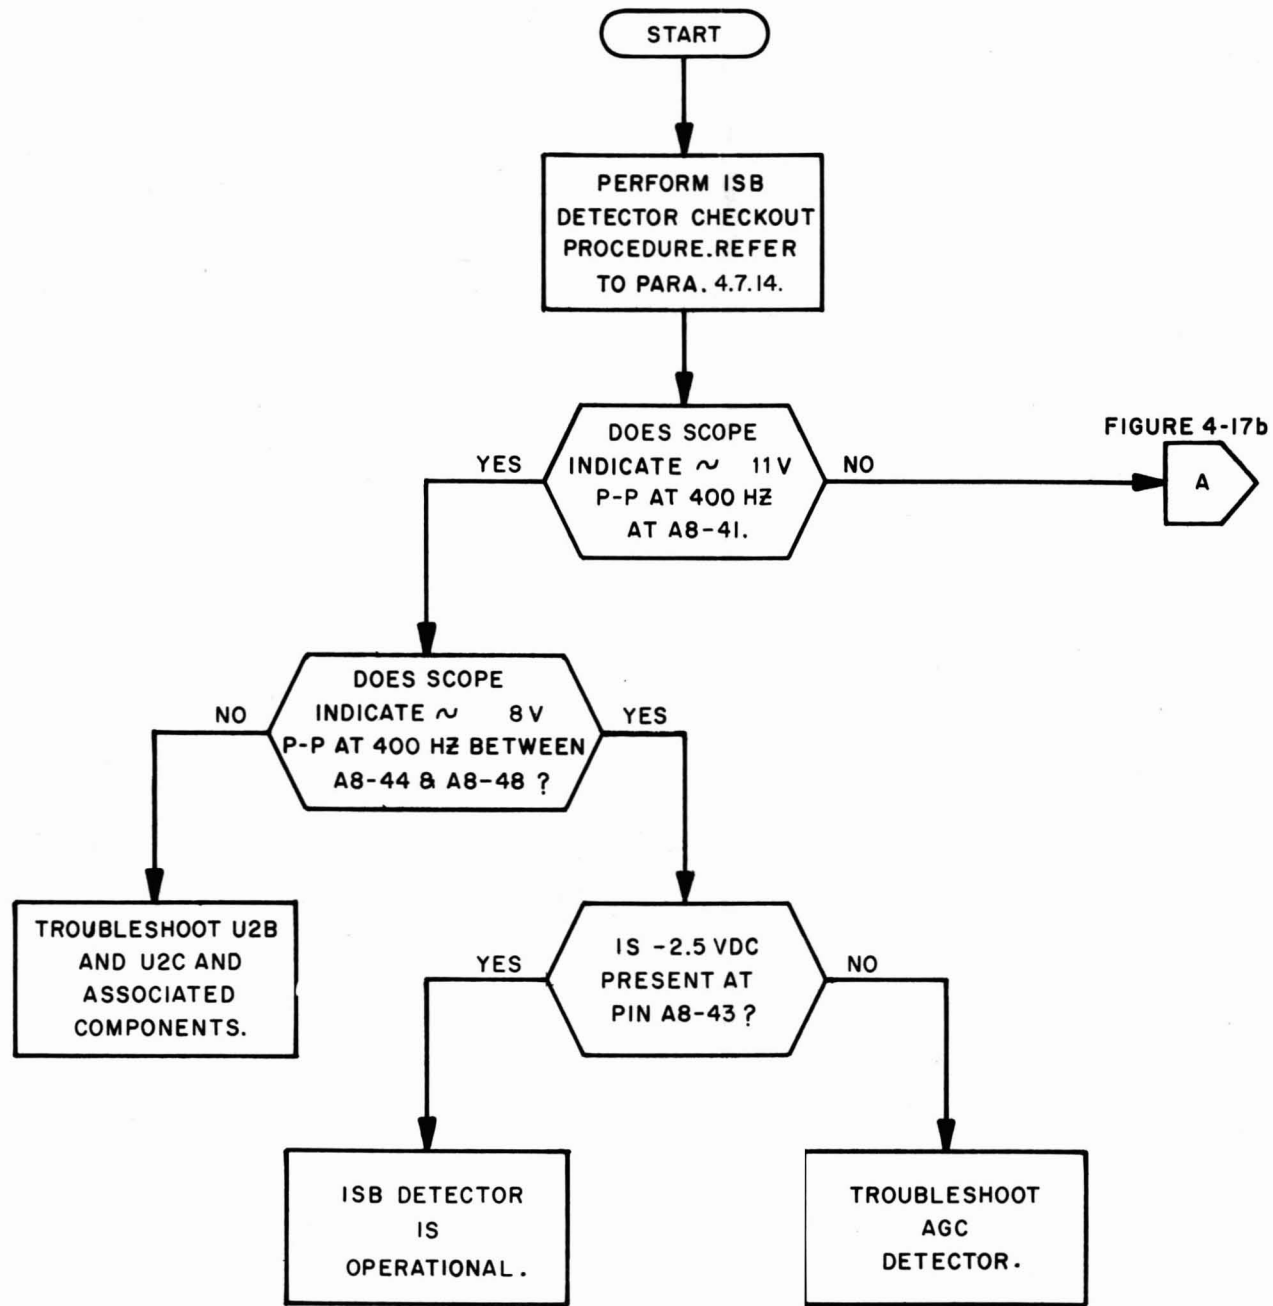 START
PERFORM ISB
DETECTOR CHECKOUT
PROCEDURE.REFER
TO PARA. 4.7.14.
DOES SCOPE
INDICATE ~ 11V
P-P AT 400 HZ
AT A8-41.
YES
NO
FIGURE 4-17b
A
DOES SCOPE
INDICATE ~ 8V
P-P AT 400 HZ BETWEEN
A8-44 & A8-48 ?
NO
YES
TROUBLESHOOT U2B
AND U2C AND
ASSOCIATED
COMPONENTS.
IS -2.5 VDC
PRESENT AT
PIN A8-43 ?
YES
NO
ISB DETECTOR
IS
OPERATIONAL.
TROUBLESHOOT
AGC
DETECTOR.